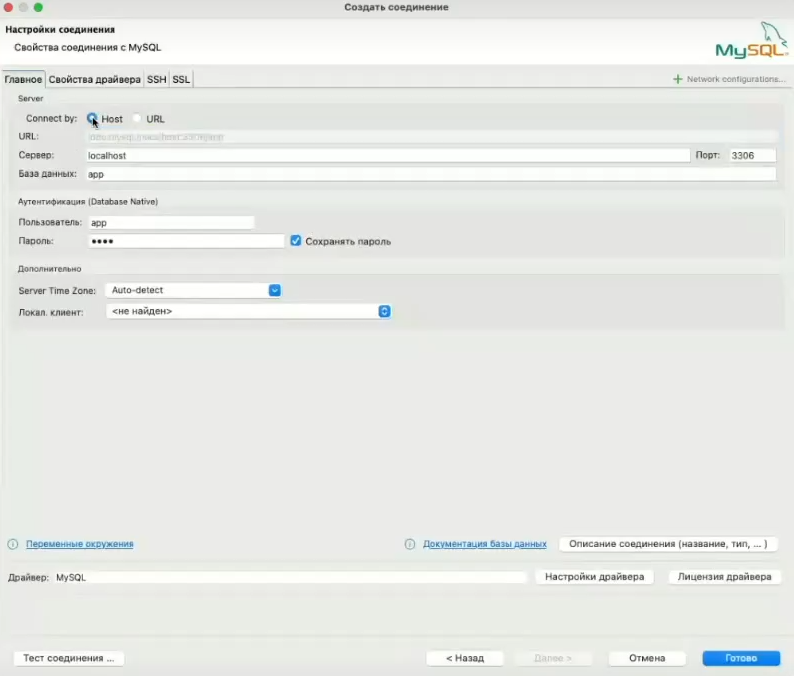 Создать соединение
Настройки соединения
Свойства соединения с MySQL
MySQL
Главное Свойства драйвера SSH SSL Network configurations...
Server
Connect by: Host URL
URL:
Сервер: localhost Порт: 3306
База данных: app
Аутентификация (Database Native)
Пользователь: app
Пароль: ••••  Сохранять пароль
Дополнительно
Server Time Zone: Auto-detect
Локал. клиент: <не найден>
Переменные окружения Документация базы данных Описание соединения (название, тип, ... )
Драйвер: MySQL Настройки драйвера Лицензия драйвера
Тест соединения ... < Назад Далее > Отмена Готово